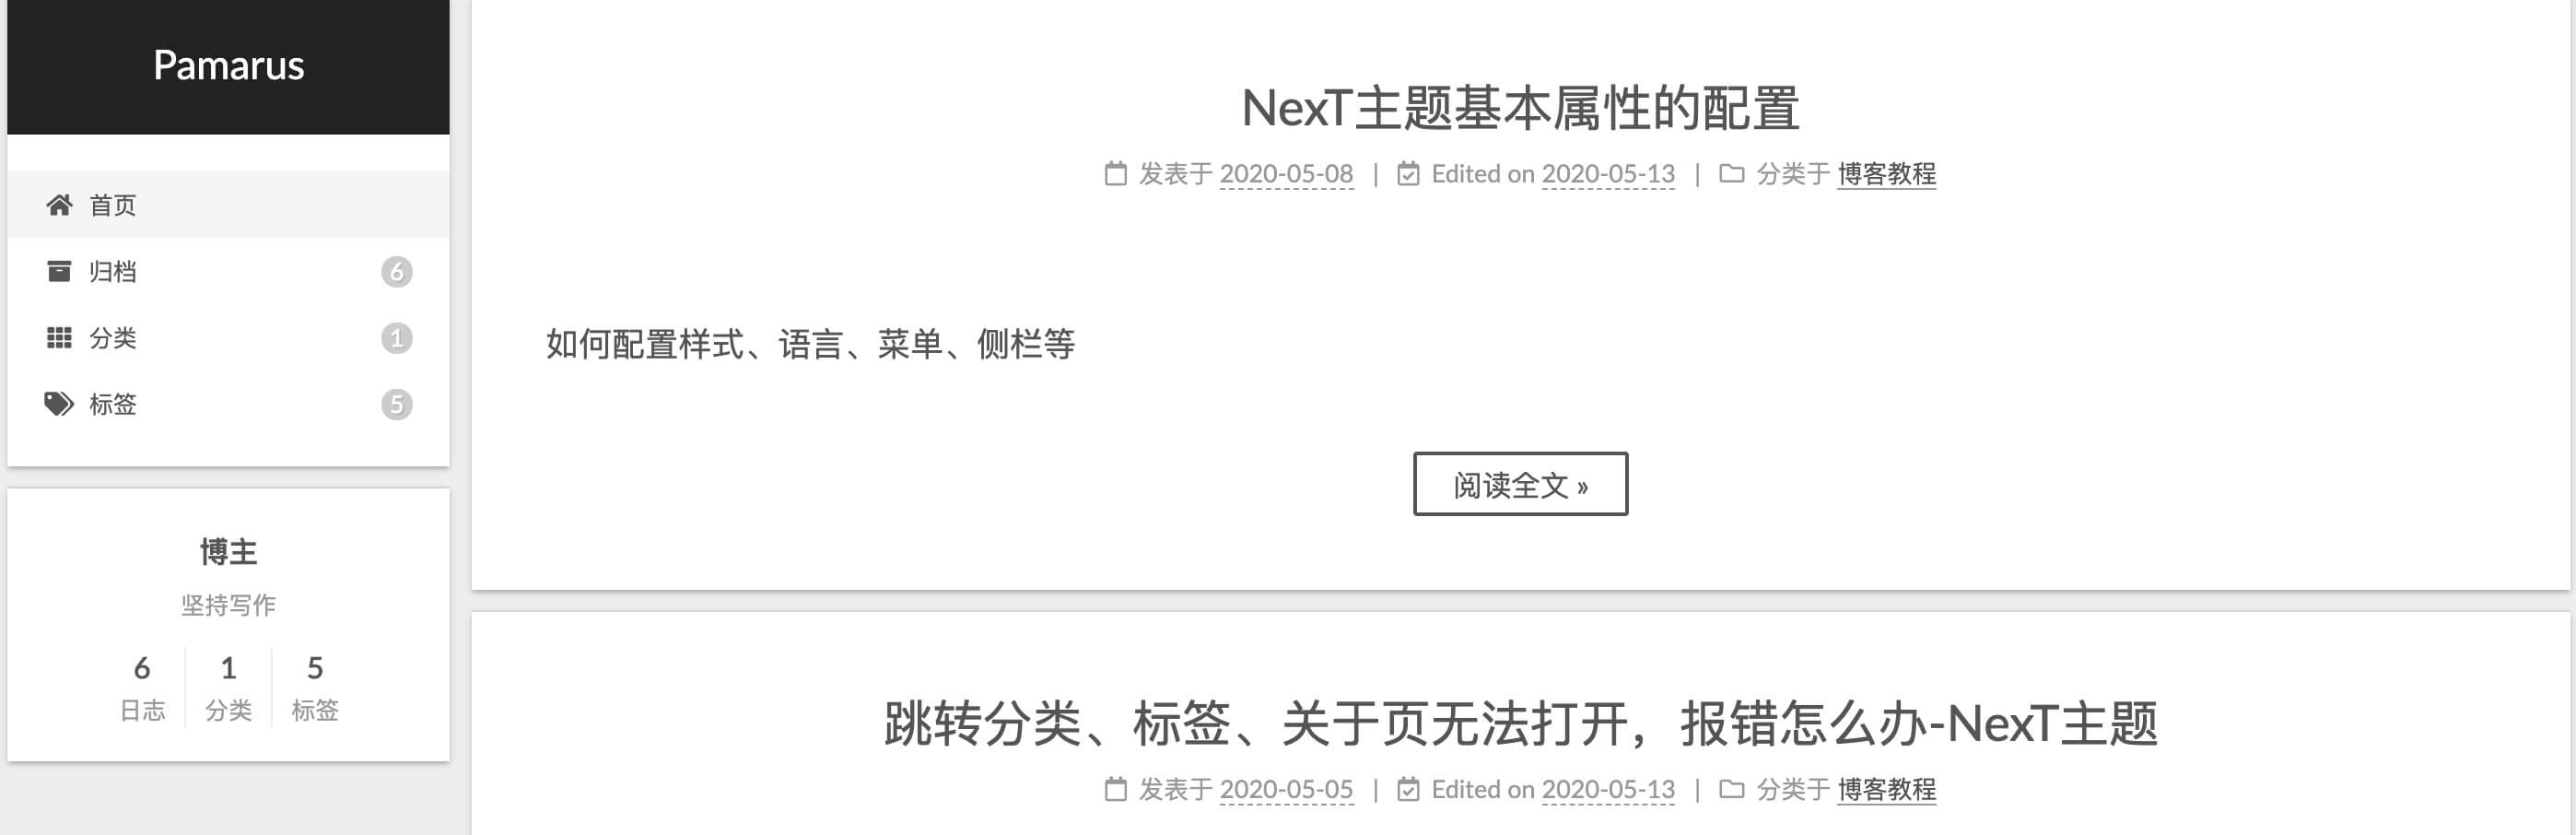 Pamarus
首页
归档 6
分类 1
标签 5
博主
坚持写作
6 1 5
日志 分类 标签
NexT主题基本属性的配置
发表于 2020-05-08 | Edited on 2020-05-13 | 分类于 博客教程
如何配置样式、语言、菜单、侧栏等
阅读全文 »
跳转分类、标签、关于页无法打开，报错怎么办-NexT主题
发表于 2020-05-05 | Edited on 2020-05-13 | 分类于 博客教程